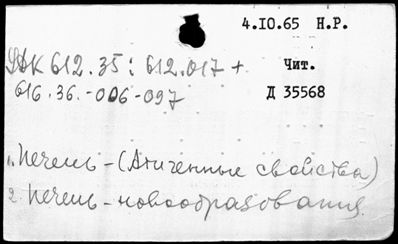 4.IO.65 Н.Р.
УДК 612.35:612.017+
Чит.
616.36.-006-097
Д 35568
1. Печень - (Антигенные свойства)
2. Печень - новообразования.